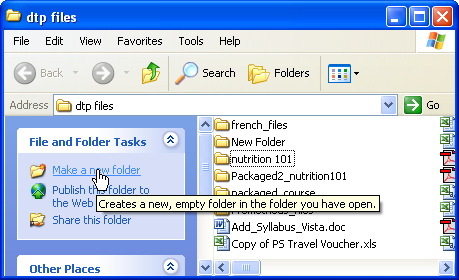 dtp files
File Edit View Favorites Tools
Back Search Folders
Address dtp files Go
File and Folder Tasks
Make a new folder
Publish this folder to
the Web
Share this folder
Other Places
french_files
New Folder
nutrition 101
Packaged2_nutrition101
packaged_course
Creates a new, empty folder in the folder you have open.
Add_Syllabus_Vista.doc
Copy of PS Travel Voucher.xls